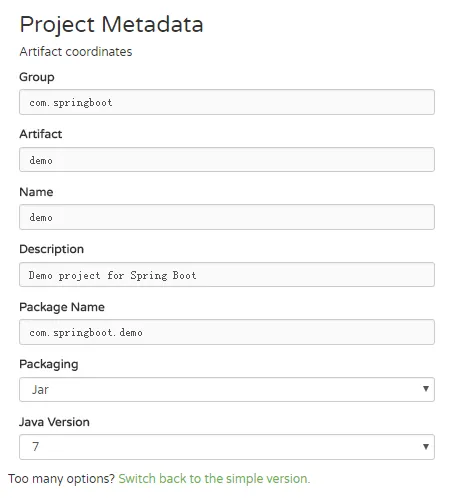 Project Metadata
Artifact coordinates
Group
com.springboot
Artifact
demo
Name
demo
Description
Demo project for Spring Boot
Package Name
com.springboot.demo
Packaging
Jar
Java Version
7
Too many options? Switch back to the simple version.